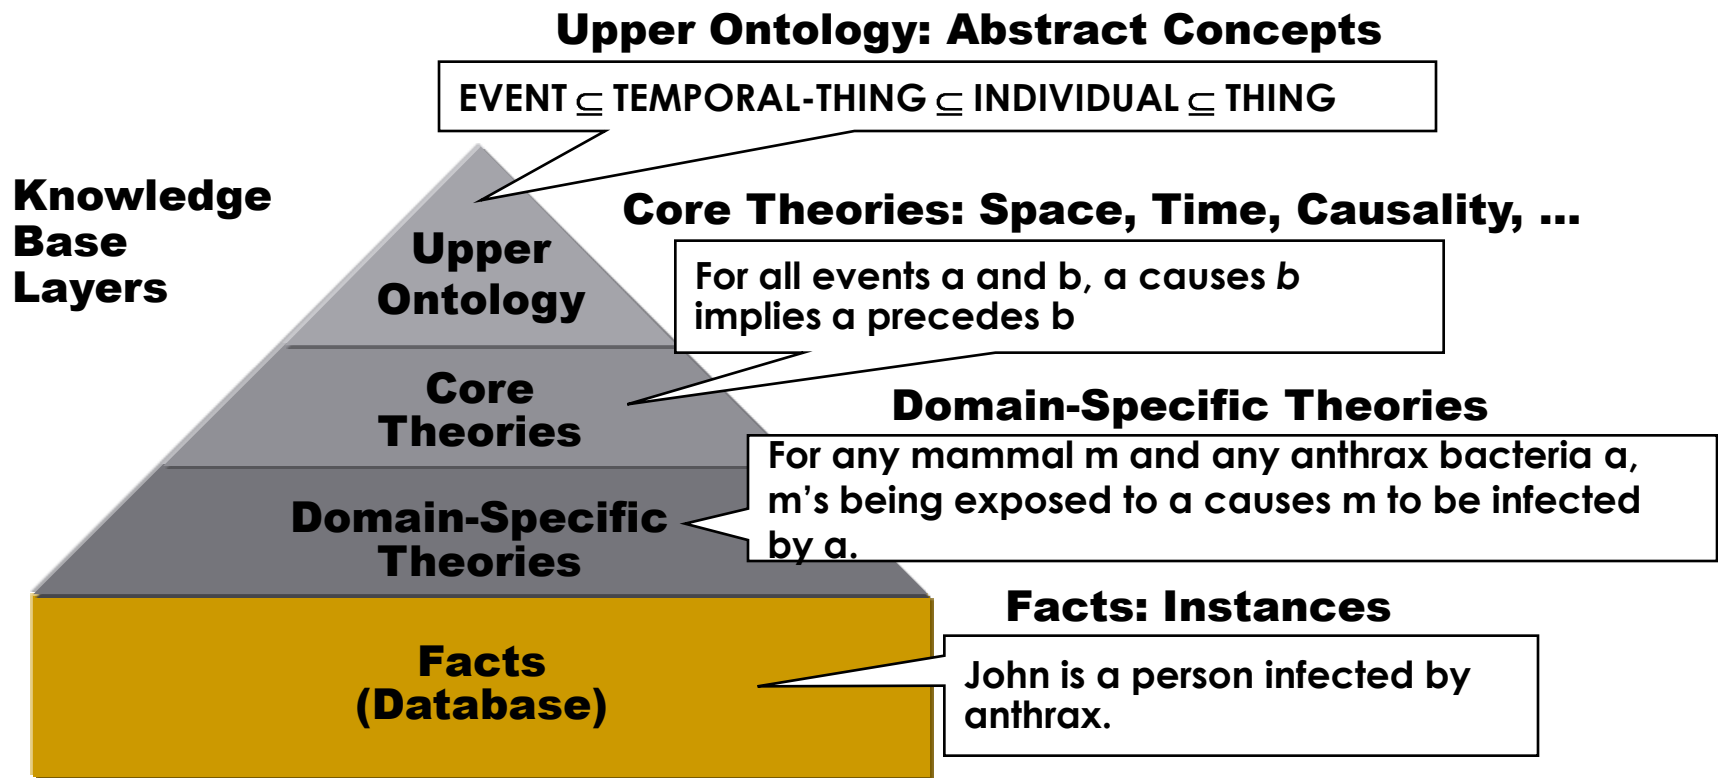 Upper Ontology: Abstract Concepts
EVENT ⊆ TEMPORAL-THING ⊆ INDIVIDUAL ⊆ THING
Knowledge
Base
Layers
Upper
Ontology
Core Theories: Space, Time, Causality, ...
For all events a and b, a causes b
implies a precedes b
Core
Theories
Domain-Specific Theories
For any mammal m and any anthrax bacteria a,
m’s being exposed to a causes m to be infected
by a.
Domain-Specific
Theories
Facts: Instances
John is a person infected by
anthrax.
Facts
(Database)